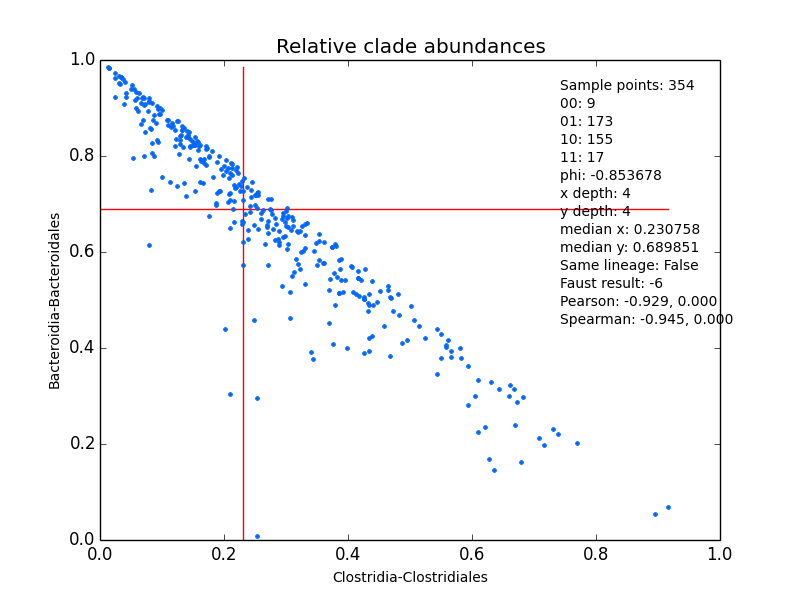 Relative clade abundances
1.0
0.8
0.6
0.4
0.2
0.0
Bacteroidia-Bacteroidales
Sample points: 354
00: 9
01: 173
10: 155
11: 17
phi: -0.853678
x depth: 4
y depth: 4
median x: 0.230758
median y: 0.689851
Same lineage: False
Faust result: -6
Pearson: -0.929, 0.000
Spearman: -0.945, 0.000
0.0 0.2 0.4 0.6 0.8 1.0
Clostridia-Clostridiales